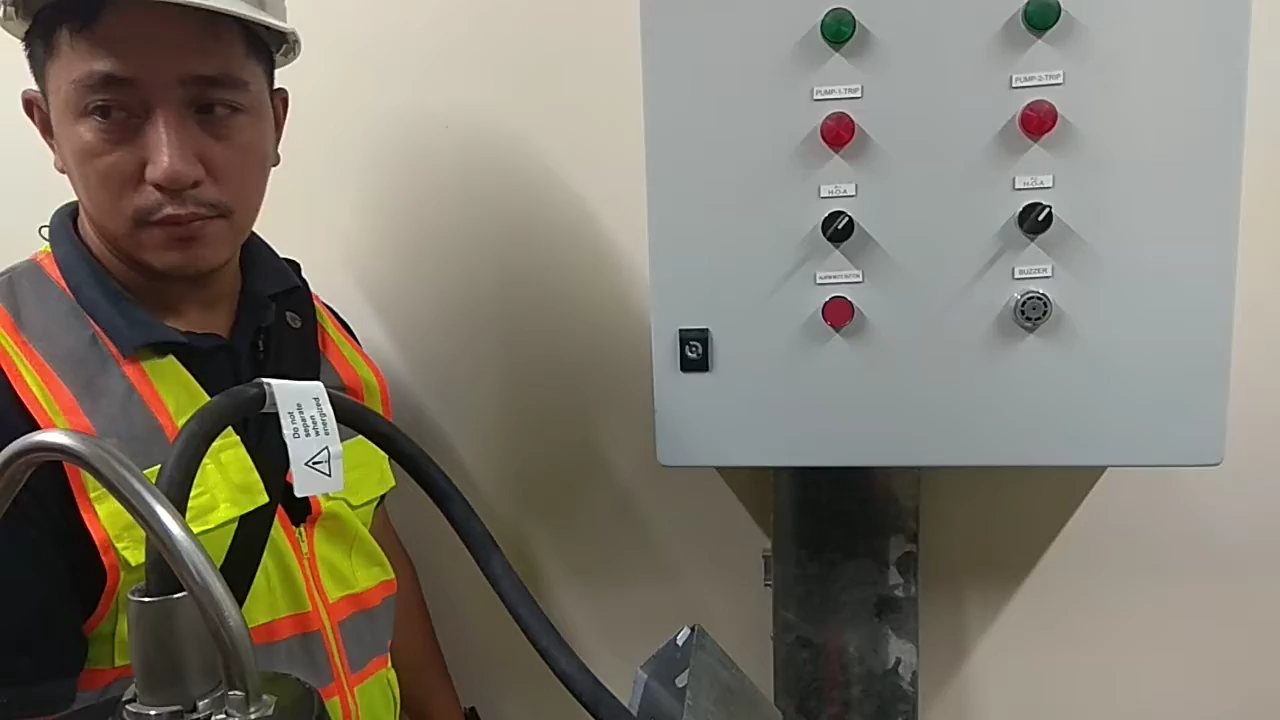 PUMP-1-TRIP
PUMP-2-TRIP
H-O-A
H-O-A
BUZZER
Do not
separate
when
energized.